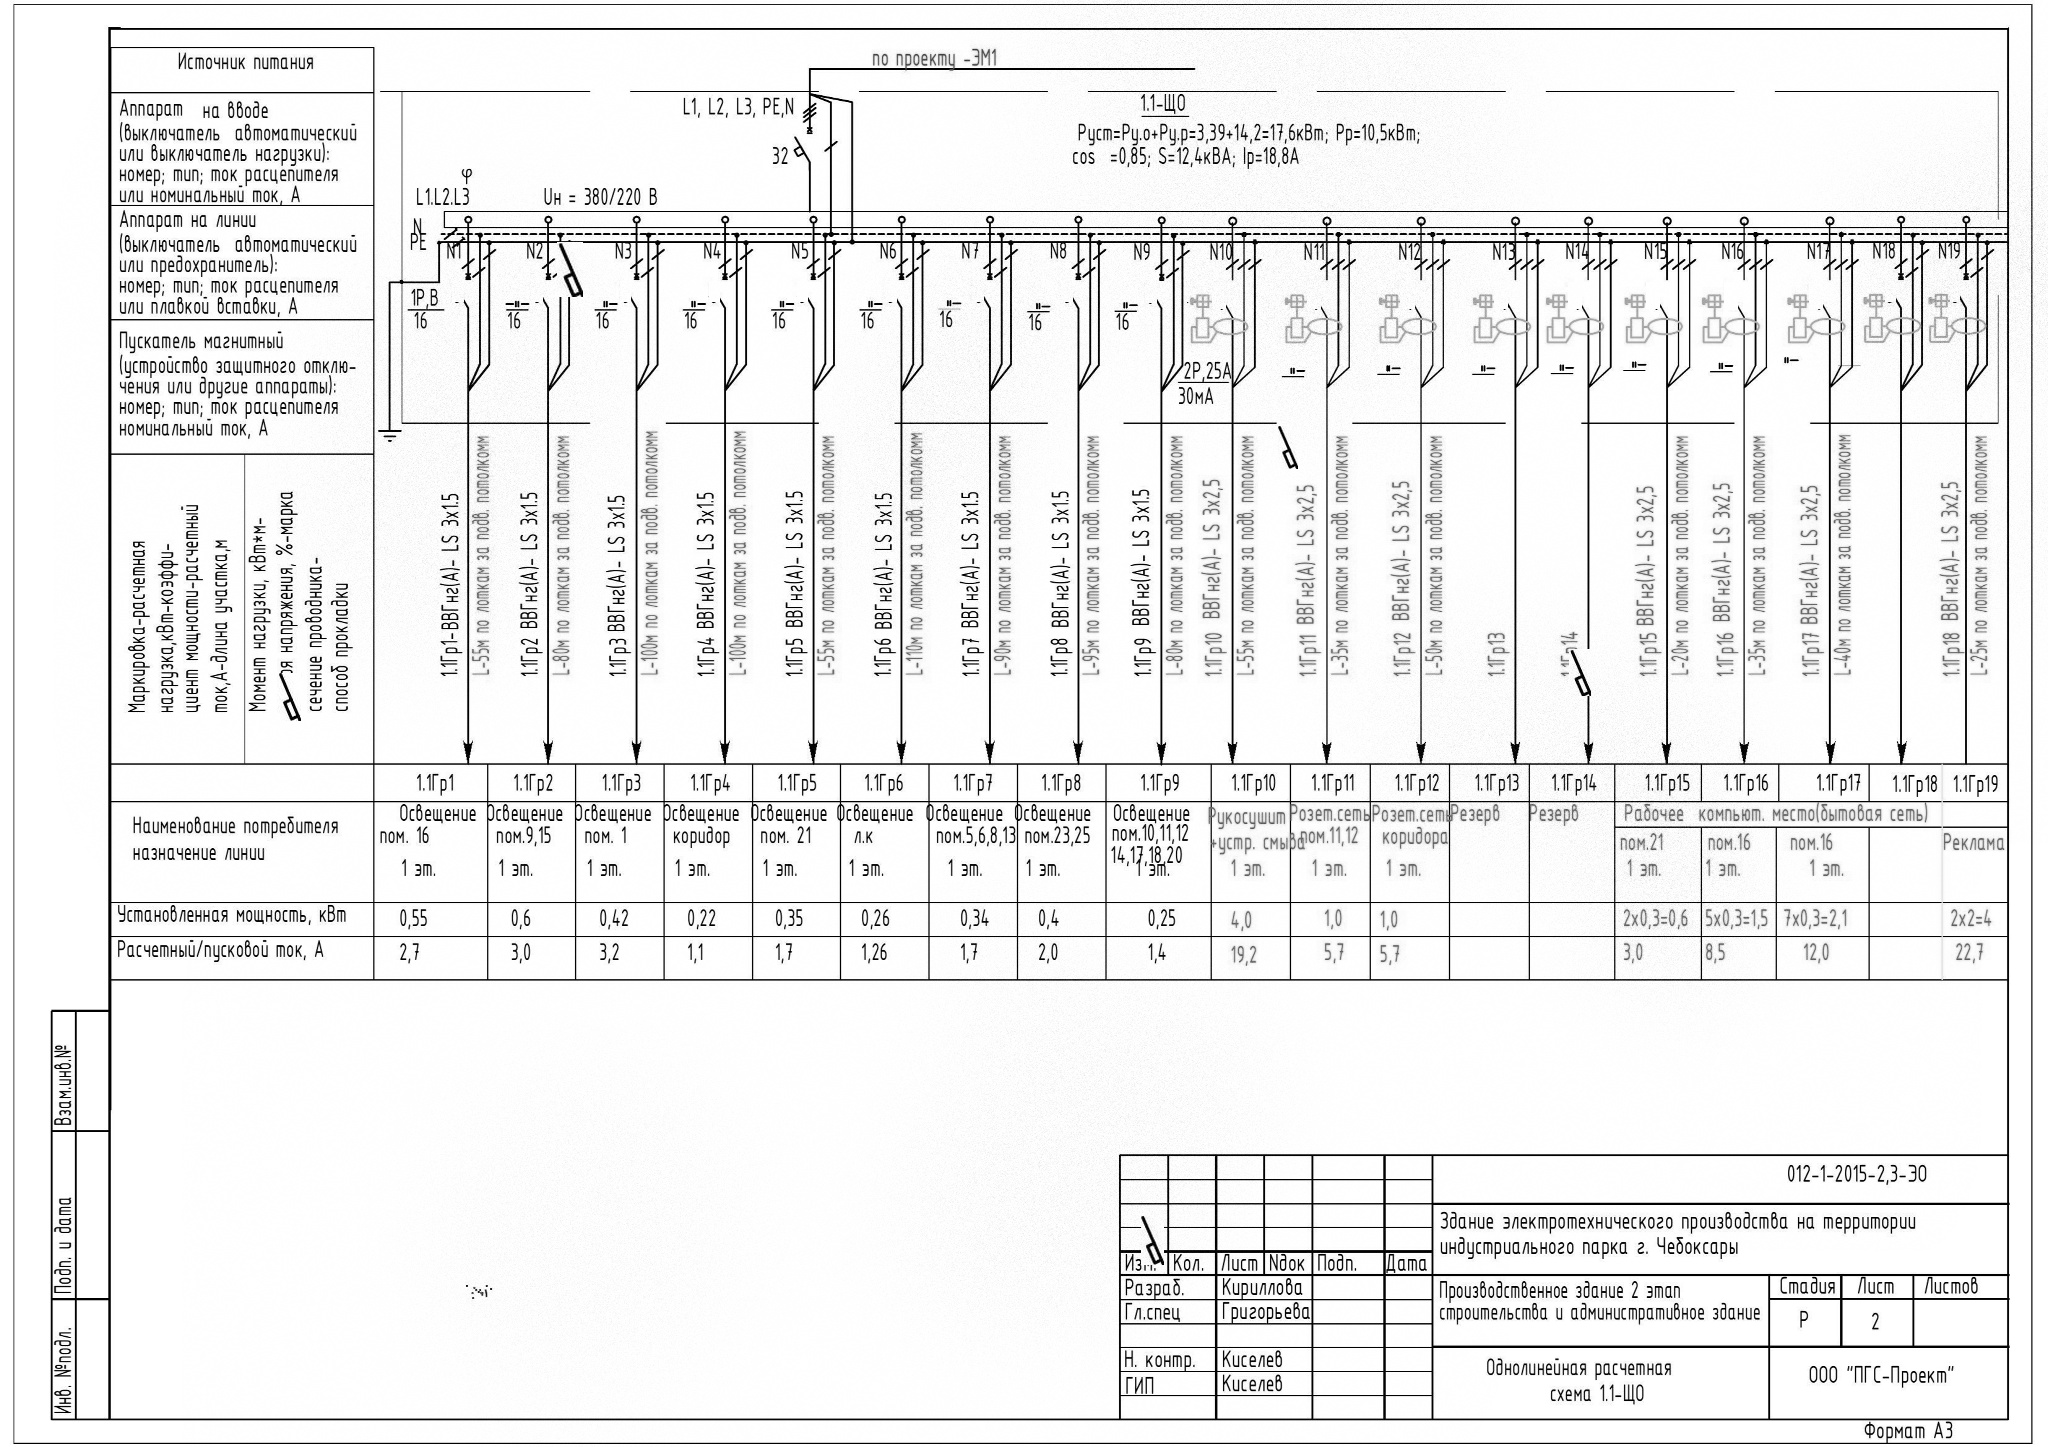 Источник питания
Аппарат на вводе
(выключатель автоматический
или выключатель нагрузки):
номер; тип; ток расцепителя
или номинальный ток, А
Аппарат на линии
(выключатель автоматический
или предохранитель):
номер; тип; ток расцепителя
или плавкой вставки, А
Пускатель магнитный
(устройство защитного отклю-
чения или другие аппараты):
номер; тип; ток расцепителя
номинальный ток, А
Маркировка-расчетная
нагрузка,кВт-коэффи-
циент мощности-расчетный
ток,А-длина участка,м
Момент нагрузки, кВт*м-
ря напряжения, %-марка
сечение проводника-
способ прокладки
по проекту -ЭМ1
L1, L2, L3, PE,N
32
1.1-ЩО
Руст=Ру.о+Ру.р=3,39+14,2=17,6кВт; Рр=10,5кВт;
cos =0,85; S=12,4кВА; Iр=18,8А
φ
L1.L2.L3
Uн = 380/220 В
N
PE
N1 N2 N3 N4 N5 N6 N7 N8 N9 N10 N11 N12 N13 N14 N15 N16 N17 N18 N19
1Р,В
16
-"- 16
-"- 16
-"- 16
-"- 16
-"- 16
-"- 16
-"- 16
-"- 16
2Р,25А
30мА
-"- -"- -"- -"- -"- "-
1.1Гр1-ВВГнг(А)- LS 3х1.5
L-55м по лоткам за подв. потолкомм
1.1Гр2 ВВГнг(А)- LS 3х1.5
L-80м по лоткам за подв. потолкомм
1.1Гр3 ВВГнг(А)- LS 3х1.5
L-100м по лоткам за подв. потолкомм
1.1Гр4 ВВГнг(А)- LS 3х1.5
L-100м по лоткам за подв. потолкомм
1.1Гр5 ВВГнг(А)- LS 3х1.5
L-55м по лоткам за подв. потолкомм
1.1Гр6 ВВГнг(А)- LS 3х1.5
L-110м по лоткам за подв. потолкомм
1.1Гр7 ВВГнг(А)- LS 3х1.5
L-90м по лоткам за подв. потолкомм
1.1Гр8 ВВГнг(А)- LS 3х1.5
L-95м по лоткам за подв. потолкомм
1.1Гр9 ВВГнг(А)- LS 3х1.5
L-80м по лоткам за подв. потолкомм
1.1Гр10 ВВГнг(А)- LS 3х2,5
L-55м по лоткам за подв. потолкомм
1.1Гр11 ВВГнг(А)- LS 3х2,5
L-35м по лоткам за подв. потолкомм
1.1Гр12 ВВГнг(А)- LS 3х2,5
L-50м по лоткам за подв. потолкомм
1.1Гр13
1.1Гр15 ВВГнг(А)- LS 3х2,5
L-20м по лоткам за подв. потолкомм
1.1Гр16 ВВГнг(А)- LS 3х2,5
L-35м по лоткам за подв. потолкомм
1.1Гр17 ВВГнг(А)- LS 3х2,5
L-40м по лоткам за подв. потолкомм
1.1Гр18 ВВГнг(А)- LS 3х2,5
L-25м по лоткам за подв. потолкомм
1.1Гр1 1.1Гр2 1.1Гр3 1.1Гр4 1.1Гр5 1.1Гр6 1.1Гр7 1.1Гр8 1.1Гр9 1.1Гр10 1.1Гр11 1.1Гр12 1.1Гр13 1.1Гр14 1.1Гр15 1.1Гр16 1.1Гр17 1.1Гр18 1.1Гр19
Наименование потребителя
назначение линии
Освещение
пом. 16
1 эт.
Освещение
пом.9,15
1 эт.
Освещение
пом. 1
1 эт.
Освещение
коридор
1 эт.
Освещение
пом. 21
1 эт.
Освещение
л.к
1 эт.
Освещение
пом.5,6,8,13
1 эт.
Освещение
пом.23,25
1 эт.
Освещение
пом.10,11,12
14,17,18,20
1 эт.
Рукосушит
+устр. смыва
1 эт.
Розет.сеть
пом.11,12
1 эт.
Розет.сеть
коридора
1 эт.
Резерв
Резерв
Рабочее компьют. место(бытовая сеть)
пом.21
1 эт.
пом.16
1 эт.
пом.16
1 эт.
Реклама
Установленная мощность, кВт 0,55 0,6 0,42 0,22 0,35 0,26 0,34 0,4 0,25 4,0 1,0 1,0 2х0,3=0,6 5х0,3=1,5 7х0,3=2,1 2х2=4
Расчетный/пусковой ток, А 2,7 3,0 3,2 1,1 1,7 1,26 1,7 2,0 1,4 19,2 5,7 5,7 3,0 8,5 12,0 22,7
Взам.инв.№
Подп. и дата
Инв. №подл.
012-1-2015-2,3-ЭО
Здание электротехнического производства на территории
индустриального парка г. Чебоксары
Изм. Кол. Лист Nдок Подп. Дата
Разраб. Кириллова
Гл.спец Григорьева
Н. контр. Киселев
ГИП Киселев
Производственное здание 2 этап
строительства и административное здание
Стадия Лист Листов
Р 2
Однолинейная расчетная
схема 1.1-ЩО
ООО "ПГС-Проект"
Формат А3